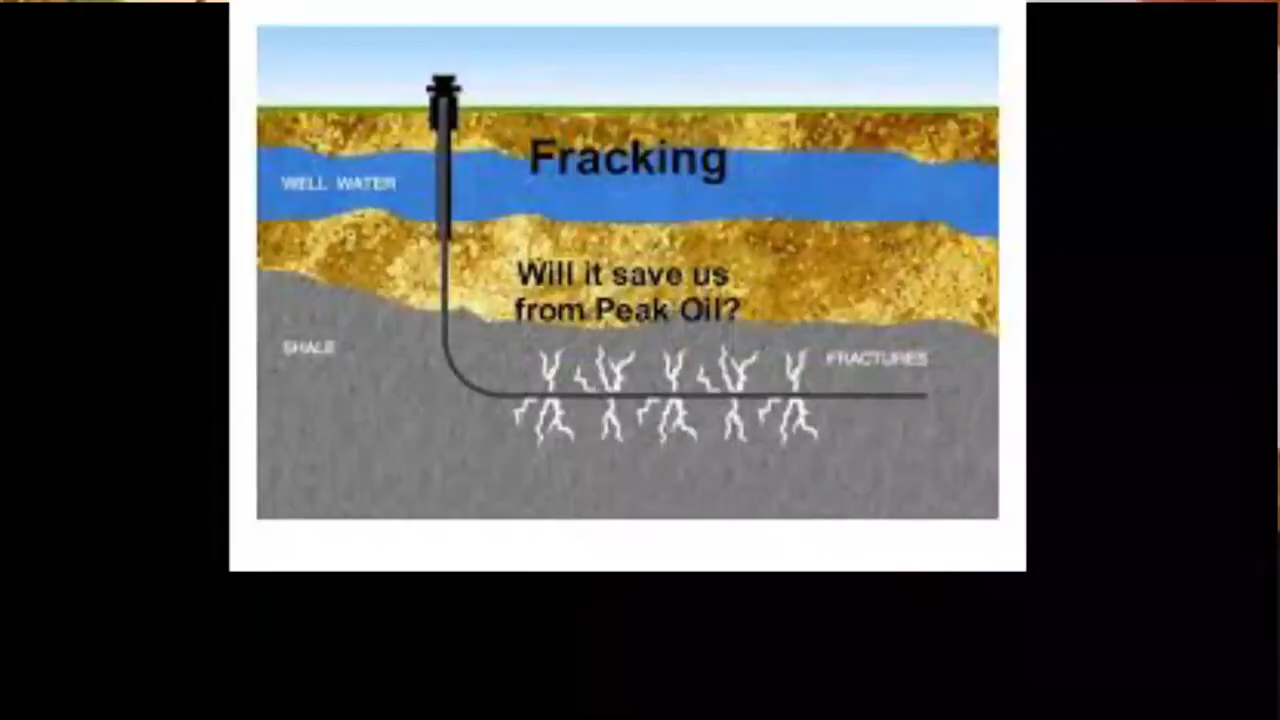 Fracking
WELL WATER
Will it save us
from Peak Oil?
SHALE
FRACTURES